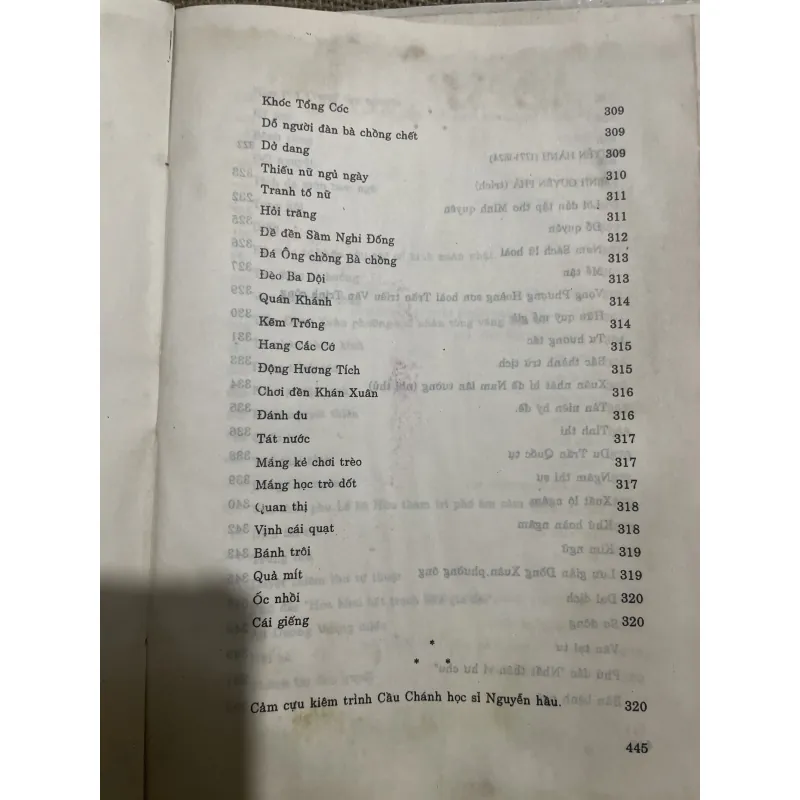 Khóc Tổng Cóc 309
Dỗ người đàn bà chồng chết 309
Dở dang 309
Thiếu nữ ngủ ngày 310
Tranh tố nữ 311
Hỏi trăng 311
Đề đền Sầm Nghi Đống 312
Đá Ông chồng Bà chồng 313
Đèo Ba Dội 313
Quán Khánh 314
Kẽm Trống 314
Hang Cắc Cớ 315
Động Hương Tích 315
Chơi đền Khán Xuân 316
Đánh đu 316
Tát nước 317
Mắng kẻ chơi trèo 317
Mắng học trò dốt 317
Quan thị 318
Vịnh cái quạt 318
Bánh trôi 319
Quả mít 319
Ốc nhồi 320
Cái giếng 320
*
* *
Cảm cựu kiêm trình Cầu Chánh học sĩ Nguyễn hầu. 320
445